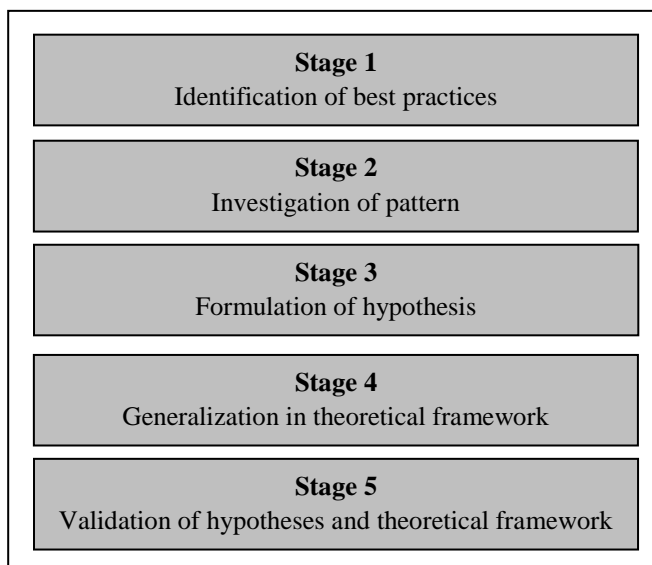 Stage 1
Identification of best practices
Stage 2
Investigation of pattern
Stage 3
Formulation of hypothesis
Stage 4
Generalization in theoretical framework
Stage 5
Validation of hypotheses and theoretical framework